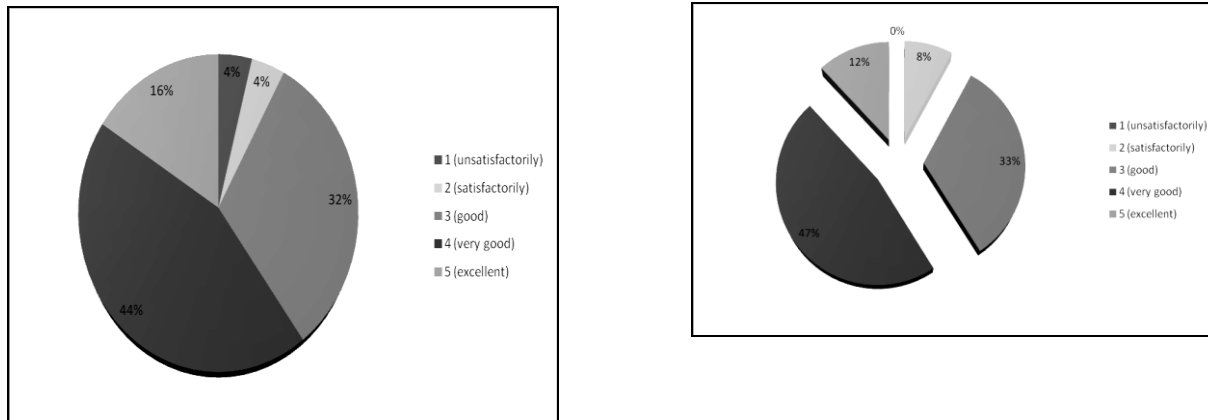 4%
4%
16%
32%
44%
1 (unsatisfactorily)
2 (satisfactorily)
3 (good)
4 (very good)
5 (excellent)
0%
8%
12%
33%
47%
1 (unsatisfactorily)
2 (satisfactorily)
3 (good)
4 (very good)
5 (excellent)